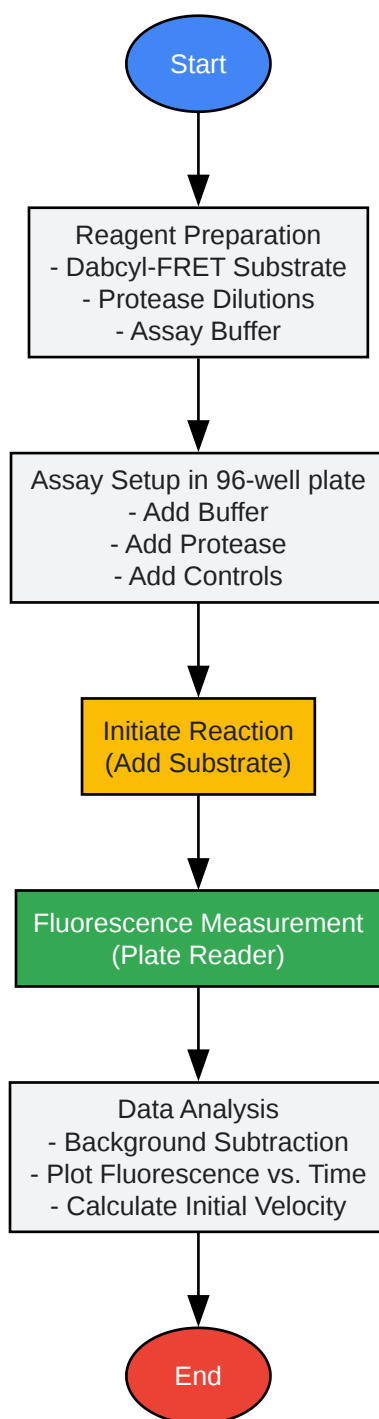 Start
Reagent Preparation
- Dabcyl-FRET Substrate
- Protease Dilutions
- Assay Buffer
Assay Setup in 96-well plate
- Add Buffer
- Add Protease
- Add Controls
Initiate Reaction
(Add Substrate)
Fluorescence Measurement
(Plate Reader)
Data Analysis
- Background Subtraction
- Plot Fluorescence vs. Time
- Calculate Initial Velocity
End